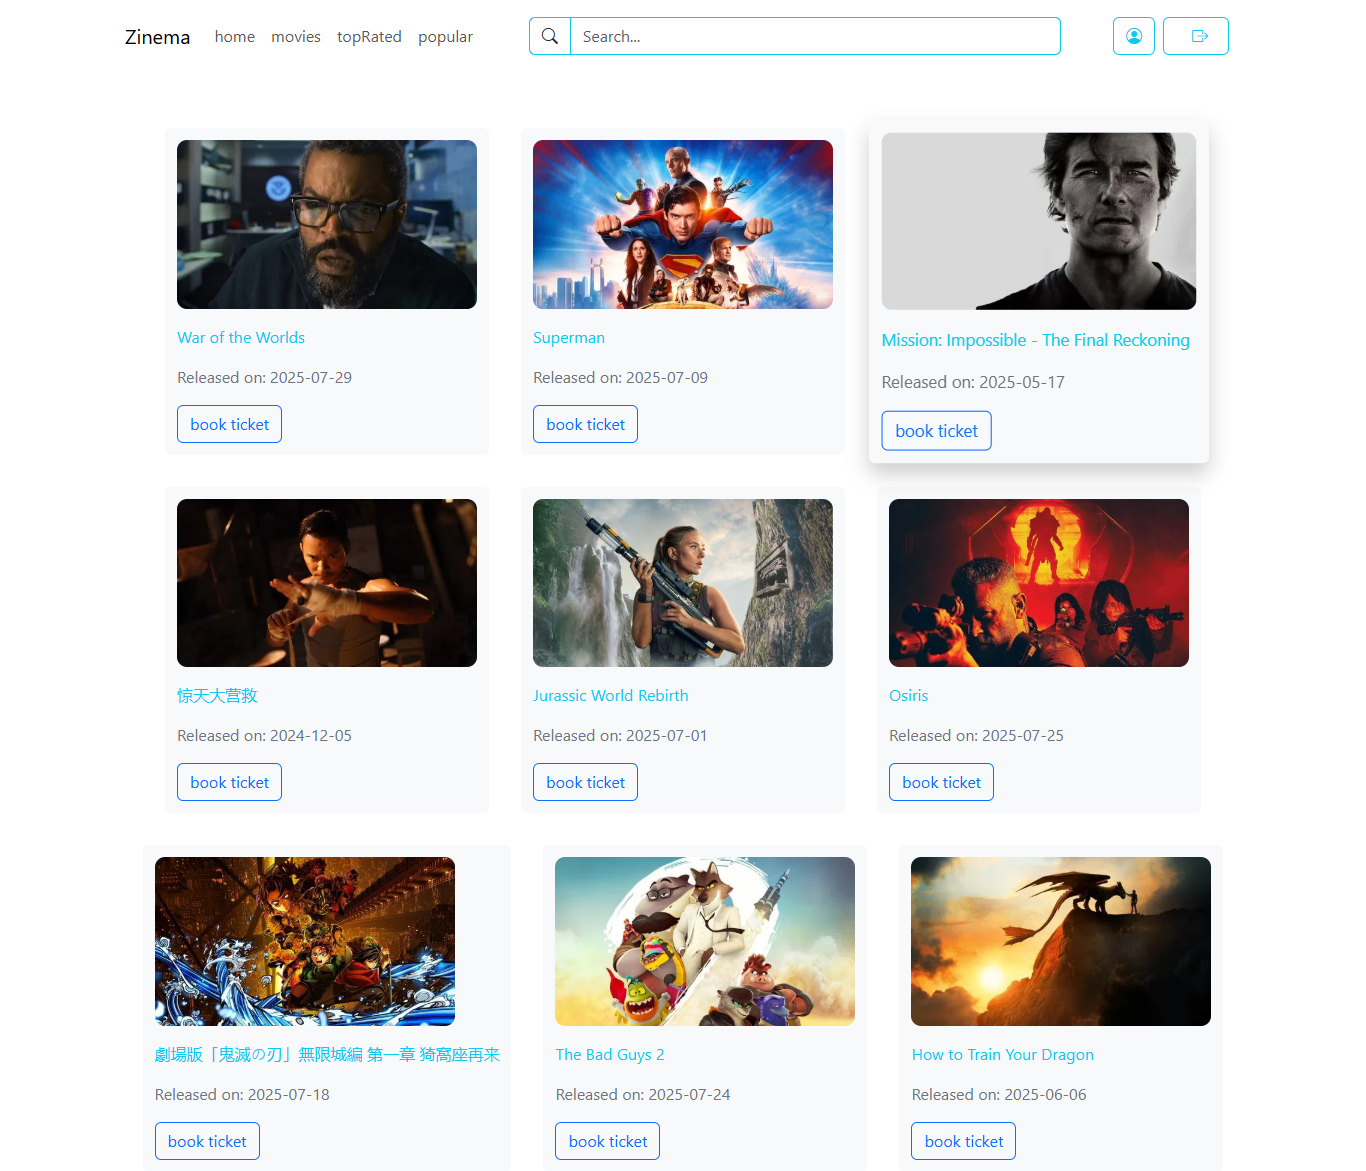 Zinema home movies topRated popular Search...
War of the Worlds
Released on: 2025-07-29
book ticket
Superman
Released on: 2025-07-09
book ticket
Mission: Impossible - The Final Reckoning
Released on: 2025-05-17
book ticket
惊天大营救
Released on: 2024-12-05
book ticket
Jurassic World Rebirth
Released on: 2025-07-01
book ticket
Osiris
Released on: 2025-07-25
book ticket
劇場版「鬼滅の刃」無限城編 第一章 猗窩座再来
Released on: 2025-07-18
book ticket
The Bad Guys 2
Released on: 2025-07-24
book ticket
How to Train Your Dragon
Released on: 2025-06-06
book ticket